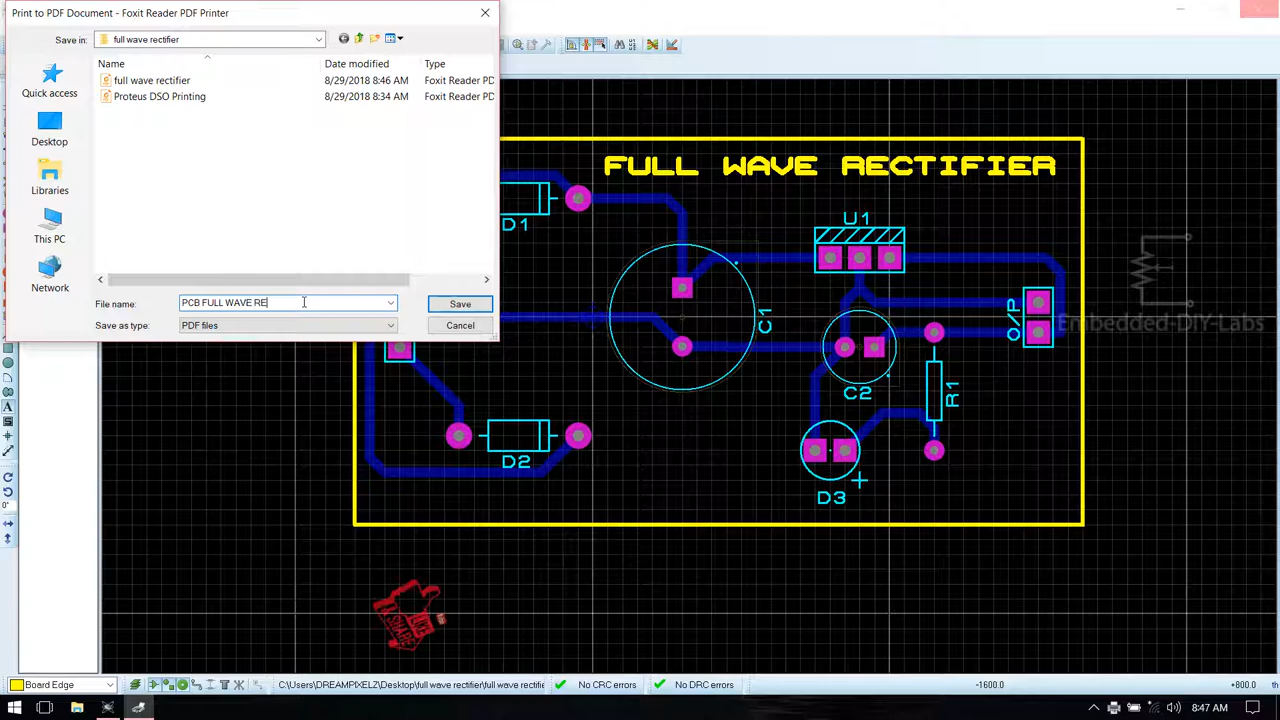 Print to PDF Document - Foxit Reader PDF Printer
Save in:
full wave rectifier
Name
Date modified
Type
full wave rectifier
8/29/2018 8:46 AM
Foxit Reader PD
Proteus DSO Printing
8/29/2018 8:34 AM
Foxit Reader PD
Quick access
Desktop
Libraries
This PC
Network
File name:
PCB FULL WAVE RE
Save
Save as type:
PDF files
Cancel
FULL WAVE RECTIFIER
D1
U1
C1
O/P
Embedded-DIY-Labs
C2
R1
D2
D3
+
0°
SHARE
Board Edge
C:\Users\DREAMPIXELZ\Desktop\full wave rectifier\full wave rectifie
No CRC errors
No DRC errors
-1600.0
+800.0
th
8:47 AM